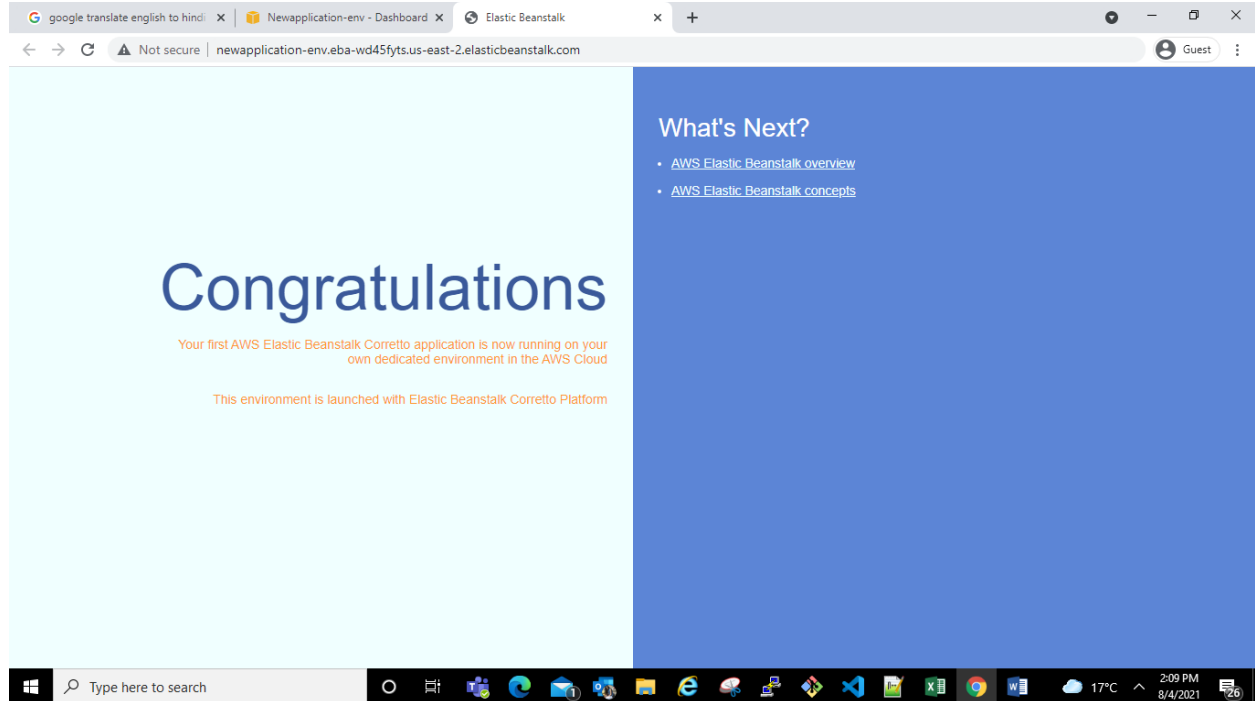 google translate english to hindi
Newapplication-env - Dashboard
Elastic Beanstalk
Not secure
newapplication-env.eba-wd45fyts.us-east-2.elasticbeanstalk.com
Guest
Congratulations
Your first AWS Elastic Beanstalk Corretto application is now running on your
own dedicated environment in the AWS Cloud
This environment is launched with Elastic Beanstalk Corretto Platform
What's Next?
• AWS Elastic Beanstalk overview
• AWS Elastic Beanstalk concepts
Type here to search
1
17°C
2:09 PM
8/4/2021
26